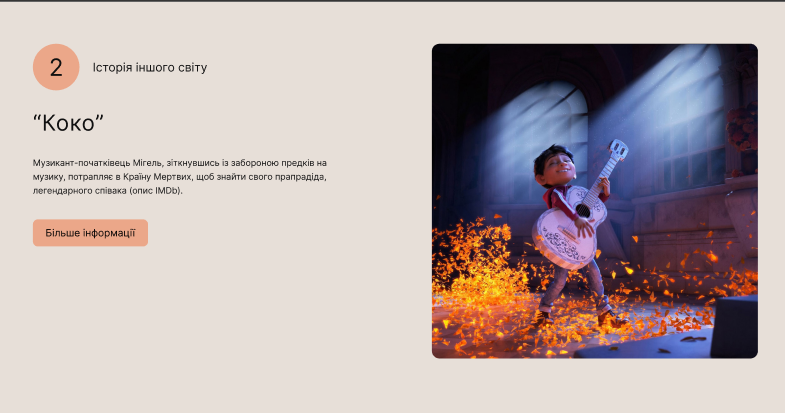 2
Історія іншого світу
“Коко”
Музикант-початківець Мігель, зіткнувшись із забороною предків на
музику, потрапляє в Країну Мертвих, щоб знайти свого прапрадіда,
легендарного співака (опис IMDb).
Більше інформації